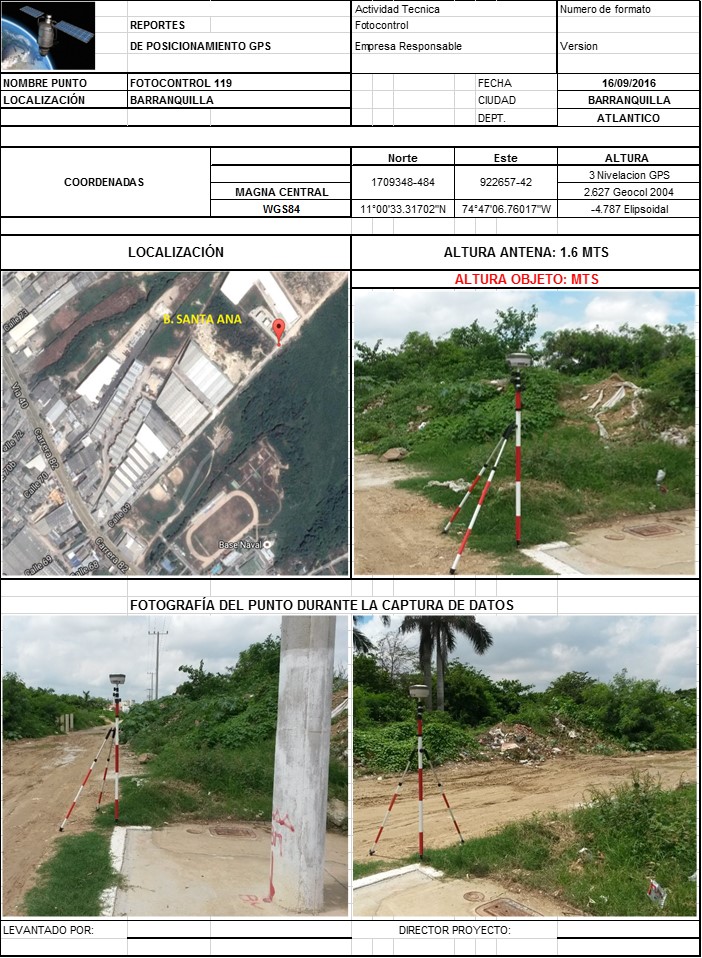 Actividad Tecnica Numero de formato
REPORTES Fotocontrol
DE POSICIONAMIENTO GPS Empresa Responsable Version
NOMBRE PUNTO FOTOCONTROL 119 FECHA 16/09/2016
LOCALIZACIÓN BARRANQUILLA CIUDAD BARRANQUILLA
DEPT. ATLANTICO
Norte Este ALTURA
COORDENADAS 1709348-484 922657-42 3 Nivelacion GPS
MAGNA CENTRAL 2.627 Geocol 2004
WGS84 11°00'33.31702"N 74°47'06.76017"W -4.787 Elipsoidal
LOCALIZACIÓN ALTURA ANTENA: 1.6 MTS
ALTURA OBJETO: MTS
B. SANTA ANA
Calle 73
Vía 40
Carrera 82
Calle 70
Calle 69
Base Naval
Carrera 82
Calle 69
Calle 68
FOTOGRAFÍA DEL PUNTO DURANTE LA CAPTURA DE DATOS
LEVANTADO POR: DIRECTOR PROYECTO: